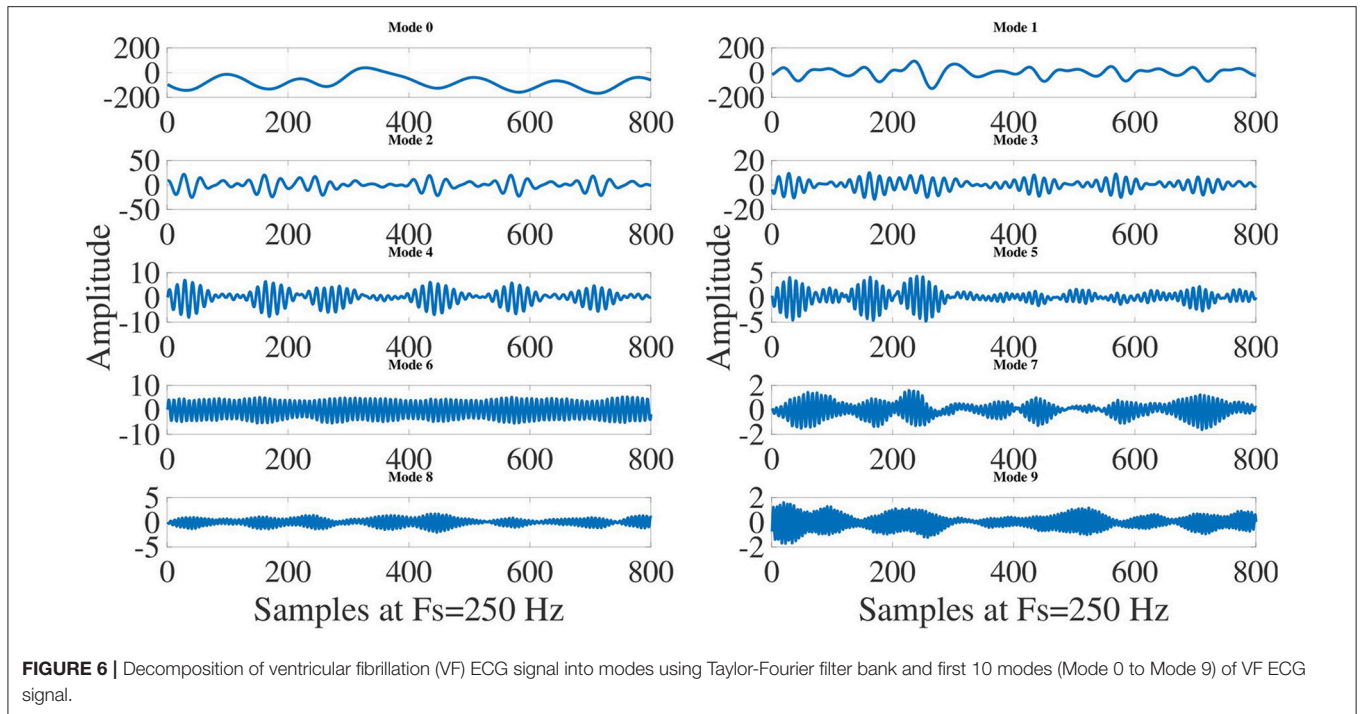 Mode 0 Mode 1
200 200
0 0
-200 -200
0 200 400 600 800 0 200 400 600 800
Mode 2 Mode 3
50 20
0 0
-50 -20
0 200 400 600 800 0 200 400 600 800
Mode 4 Mode 5
10 5
0 0
-10 -5
0 200 400 600 800 0 200 400 600 800
Amplitude Amplitude
Mode 6 Mode 7
10 2
0 0
-10 -2
0 200 400 600 800 0 200 400 600 800
Mode 8 Mode 9
5 2
0 0
-5 -2
0 200 400 600 800 0 200 400 600 800
Samples at Fs=250 Hz Samples at Fs=250 Hz
FIGURE 6 | Decomposition of ventricular fibrillation (VF) ECG signal into modes using Taylor-Fourier filter bank and first 10 modes (Mode 0 to Mode 9) of VF ECG
signal.